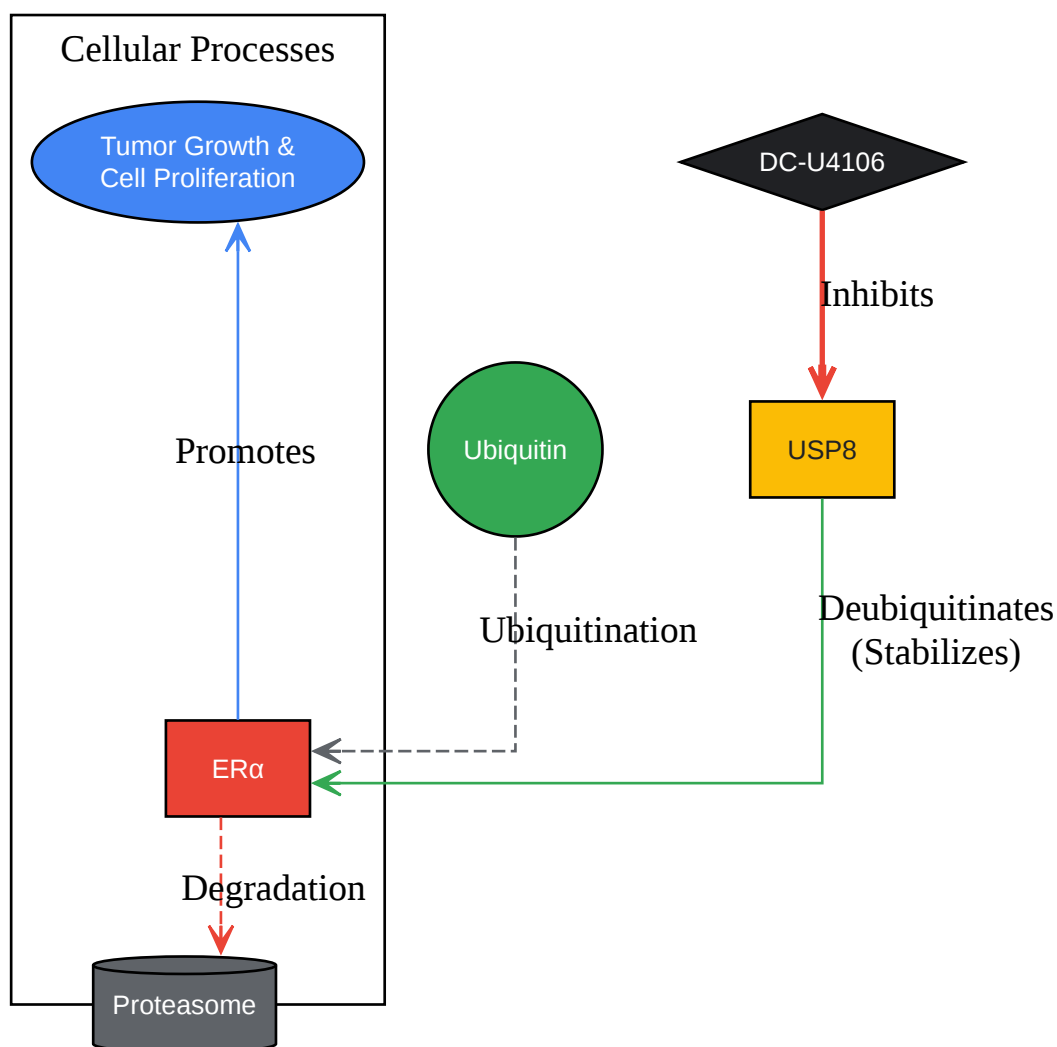 Cellular Processes
Tumor Growth &
Cell Proliferation
DC-U4106
Inhibits
Promotes
Ubiquitin
USP8
Ubiquitination
Deubiquitinates
(Stabilizes)
ERα
Degradation
Proteasome